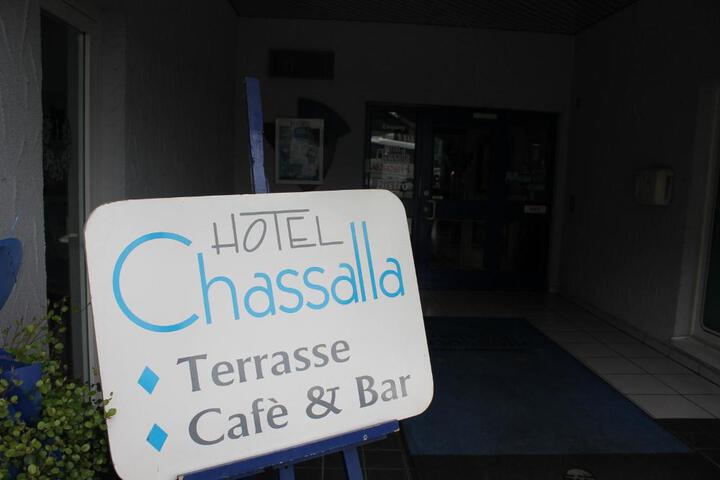 HOTEL
Chassalla
Terrasse
Cafè & Bar